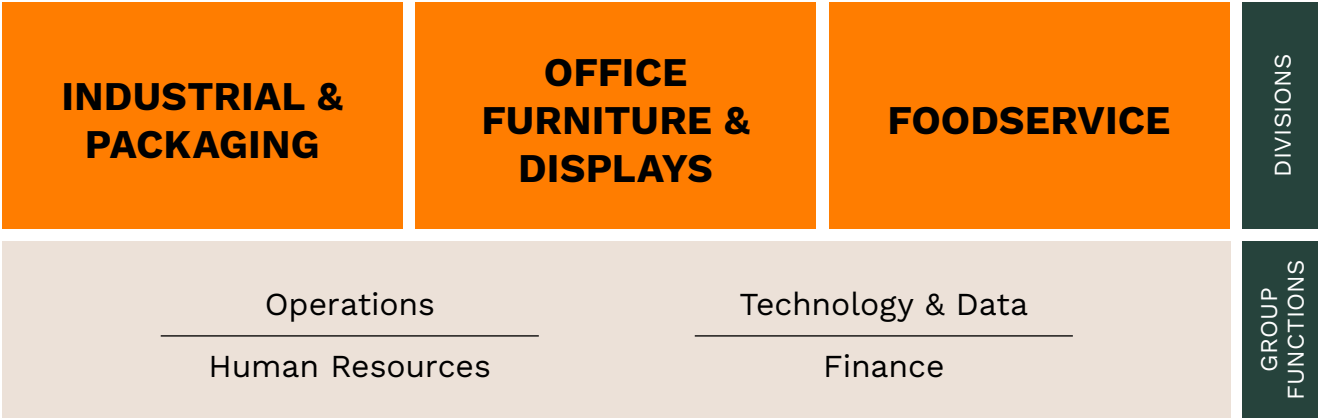 INDUSTRIAL &
PACKAGING
OFFICE
FURNITURE &
DISPLAYS
FOODSERVICE
DIVISIONS
Operations
Human Resources
Technology & Data
Finance
GROUP
FUNCTIONS